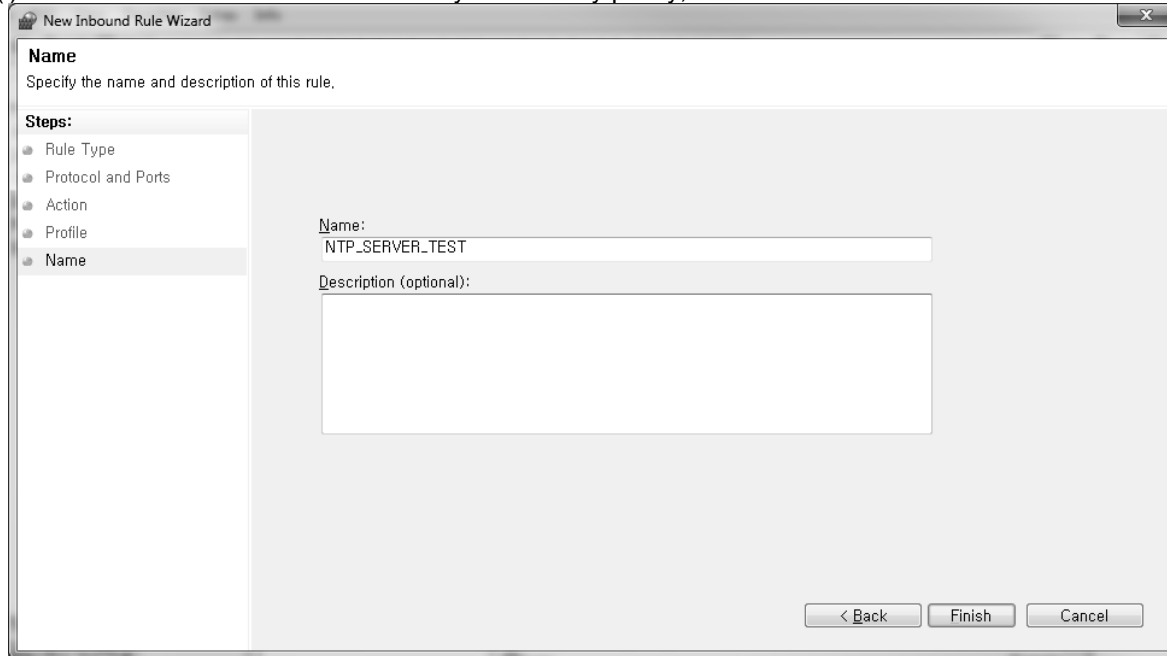 New Inbound Rule Wizard
Name
Specify the name and description of this rule,
Steps:
Rule Type
Protocol and Ports
Action
Profile
Name
Name:
NTP_SERVER_TEST
Description (optional):
< Back
Finish
Cancel